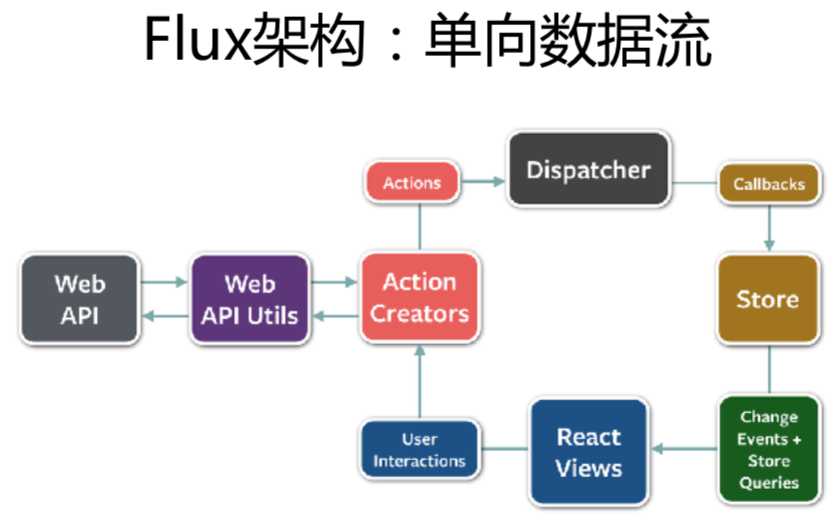 Flux架构：单向数据流
Actions
Dispatcher
Callbacks
Web
API
Web
API Utils
Action
Creators
Store
User
Interactions
React
Views
Change
Events +
Store
Queries